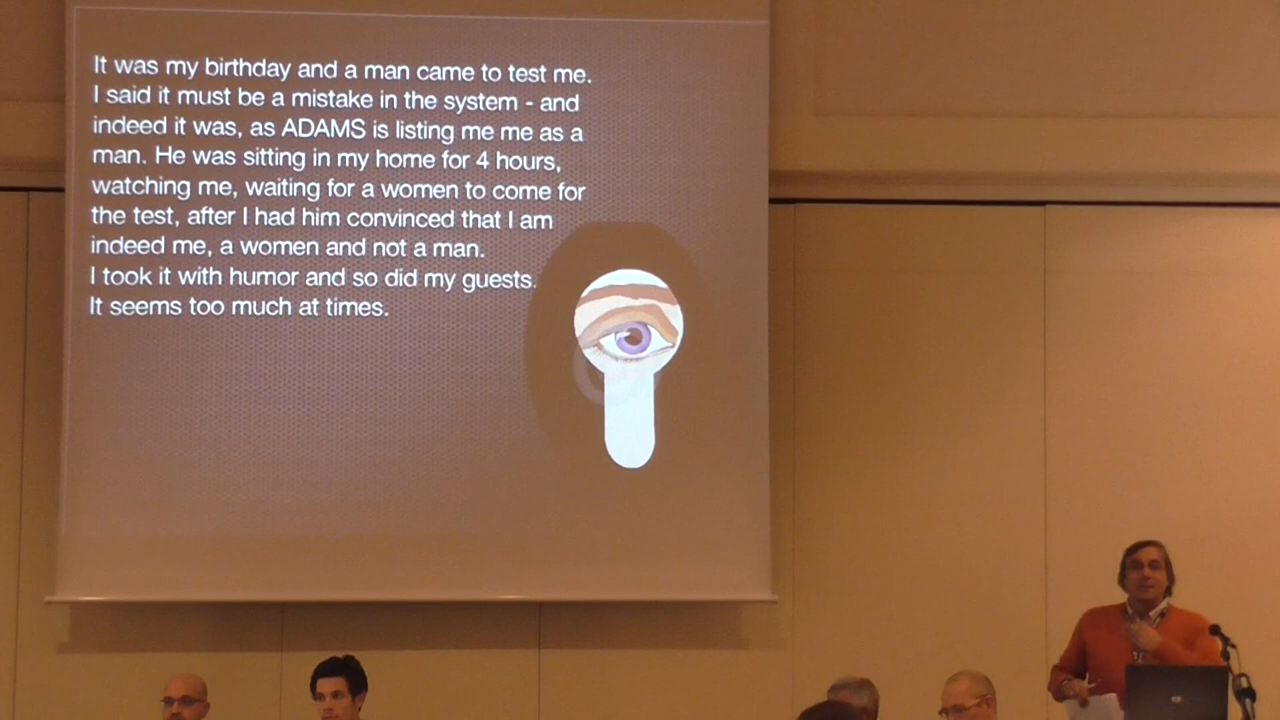 It was my birthday and a man came to test me.
I said it must be a mistake in the system - and
indeed it was, as ADAMS is listing me me as a
man. He was sitting in my home for 4 hours,
watching me, waiting for a women to come for
the test, after I had him convinced that I am
indeed me, a women and not a man.
I took it with humor and so did my guests.
It seems too much at times.